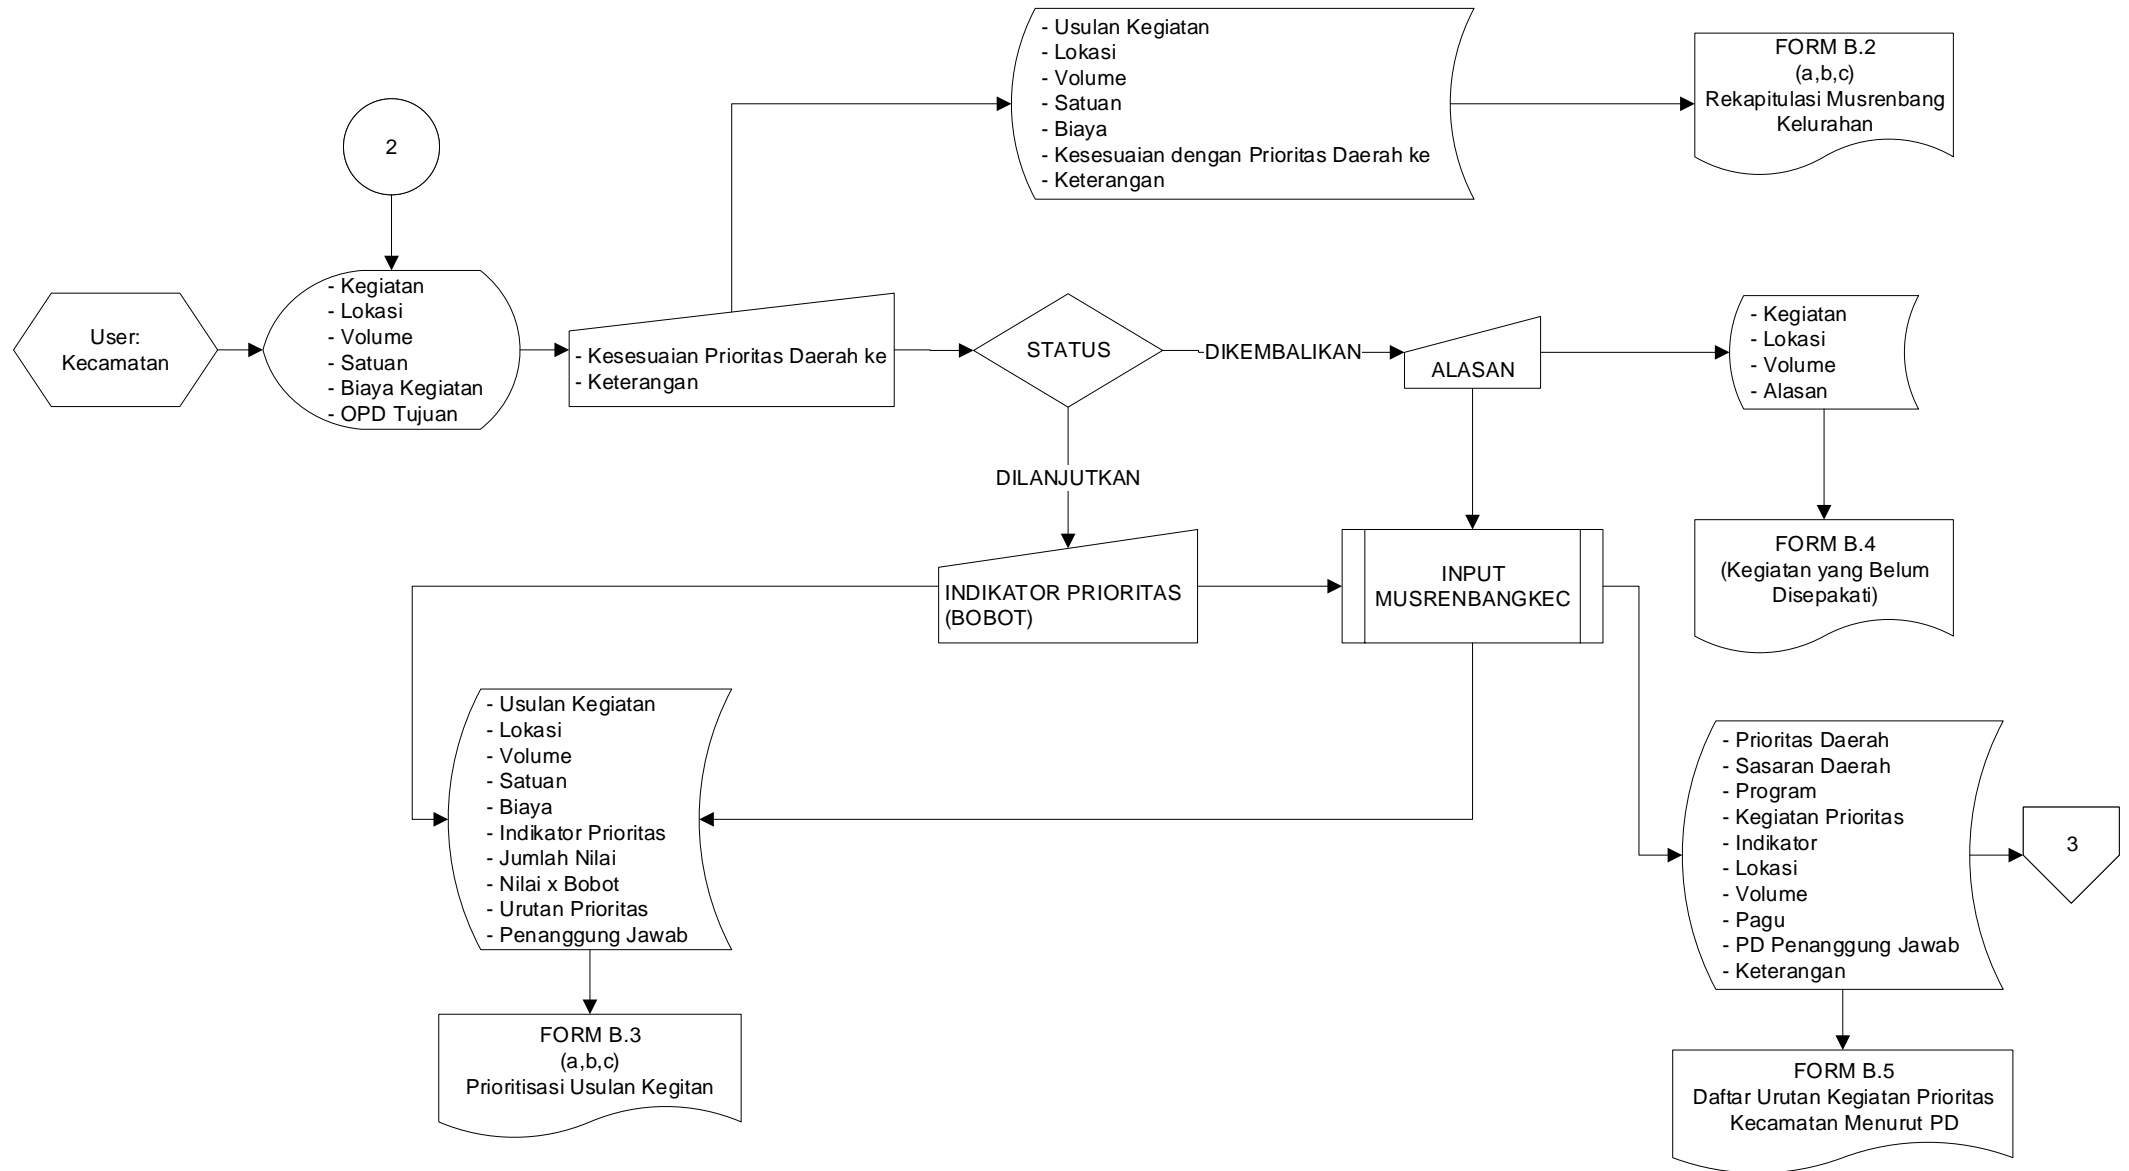 - Usulan Kegiatan
- Lokasi
- Volume
- Satuan
- Biaya
- Kesesuaian dengan Prioritas Daerah ke
- Keterangan
FORM B.2
(a,b,c)
Rekapitulasi Musrenbang
Kelurahan
2
User:
Kecamatan
- Kegiatan
- Lokasi
- Volume
- Satuan
- Biaya Kegiatan
- OPD Tujuan
- Kesesuaian Prioritas Daerah ke
- Keterangan
STATUS
DIKEMBALIKAN
ALASAN
- Kegiatan
- Lokasi
- Volume
- Alasan
DILANJUTKAN
INDIKATOR PRIORITAS
(BOBOT)
INPUT
MUSRENBANGKEC
FORM B.4
(Kegiatan yang Belum
Disepakati)
- Usulan Kegiatan
- Lokasi
- Volume
- Satuan
- Biaya
- Indikator Prioritas
- Jumlah Nilai
- Nilai x Bobot
- Urutan Prioritas
- Penanggung Jawab
- Prioritas Daerah
- Sasaran Daerah
- Program
- Kegiatan Prioritas
- Indikator
- Lokasi
- Volume
- Pagu
- PD Penanggung Jawab
- Keterangan
3
FORM B.3
(a,b,c)
Prioritisasi Usulan Kegitan
FORM B.5
Daftar Urutan Kegiatan Prioritas
Kecamatan Menurut PD